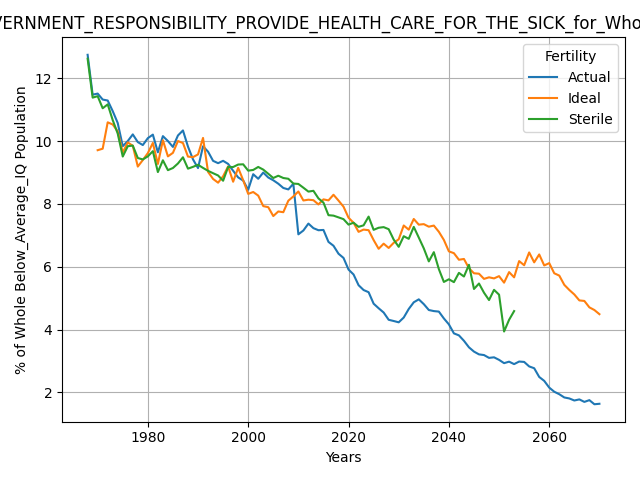 VERNMENT_RESPONSIBILITY_PROVIDE_HEALTH_CARE_FOR_THE_SICK_for_Who
Fertility
Actual
Ideal
Sterile
% of Whole Below_Average_IQ Population
12
10
8
6
4
2
1980 2000 2020 2040 2060
Years